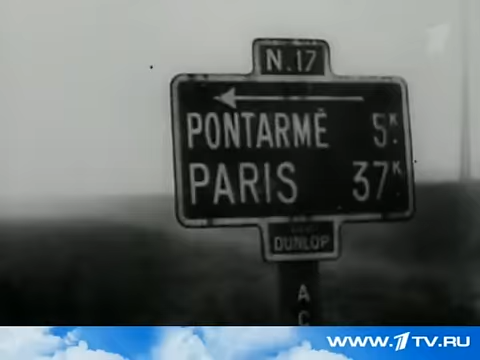 N.17
PONTARMÉ 5K.
PARIS 37K
DUNLOP
A
C
WWW.1TV.RU